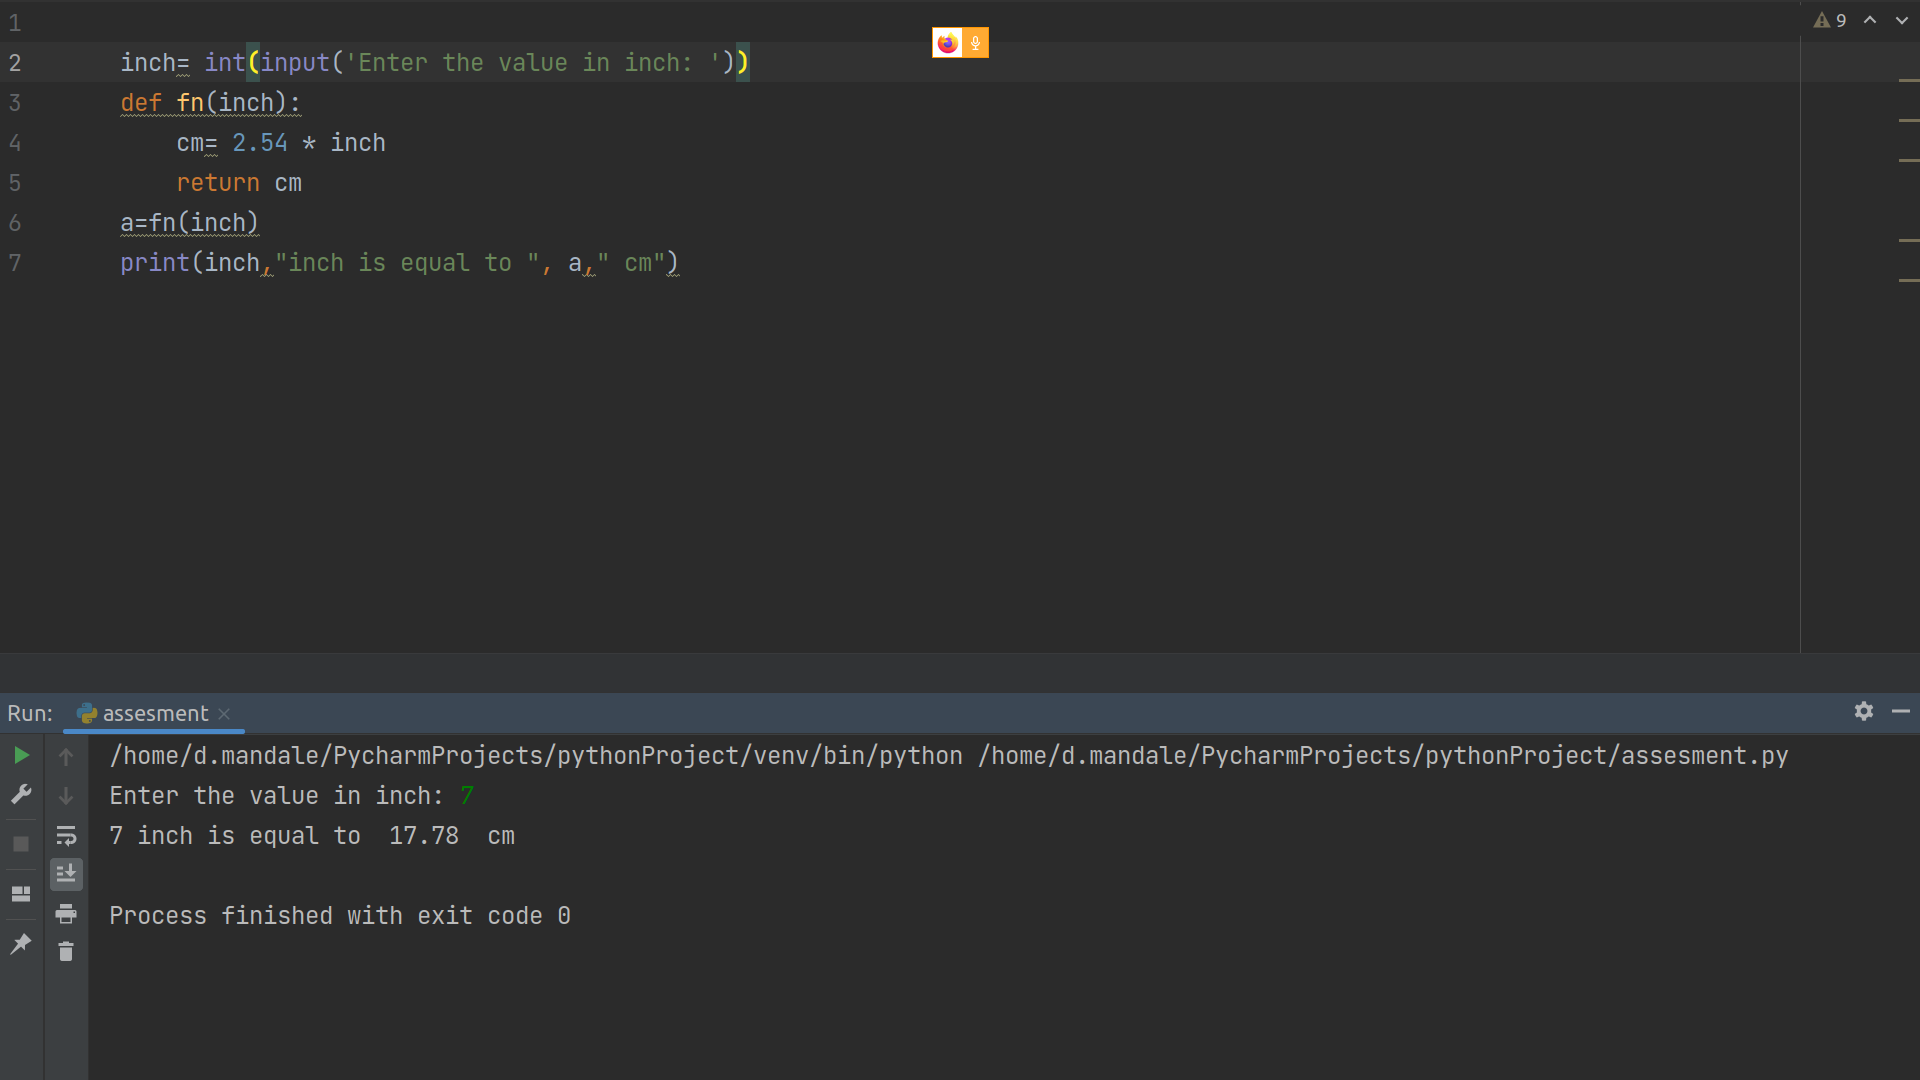 9
1
2 inch= int(input('Enter the value in inch: '))
3 def fn(inch):
4     cm= 2.54 * inch
5     return cm
6 a=fn(inch)
7 print(inch,"inch is equal to ", a," cm")
Run: assesment
/home/d.mandale/PycharmProjects/pythonProject/venv/bin/python /home/d.mandale/PycharmProjects/pythonProject/assesment.py
Enter the value in inch: 7
7 inch is equal to  17.78  cm
Process finished with exit code 0